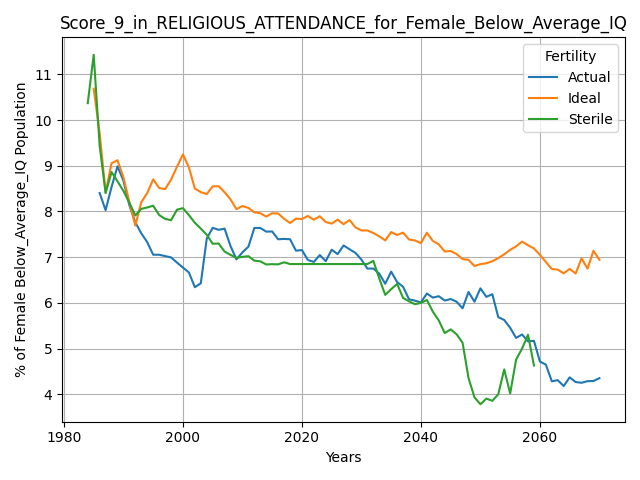 Score_9_in_RELIGIOUS_ATTENDANCE_for_Female_Below_Average_IQ
% of Female Below_Average_IQ Population
11
10
9
8
7
6
5
4
1980
2000
2020
2040
2060
Years
Fertility
Actual
Ideal
Sterile